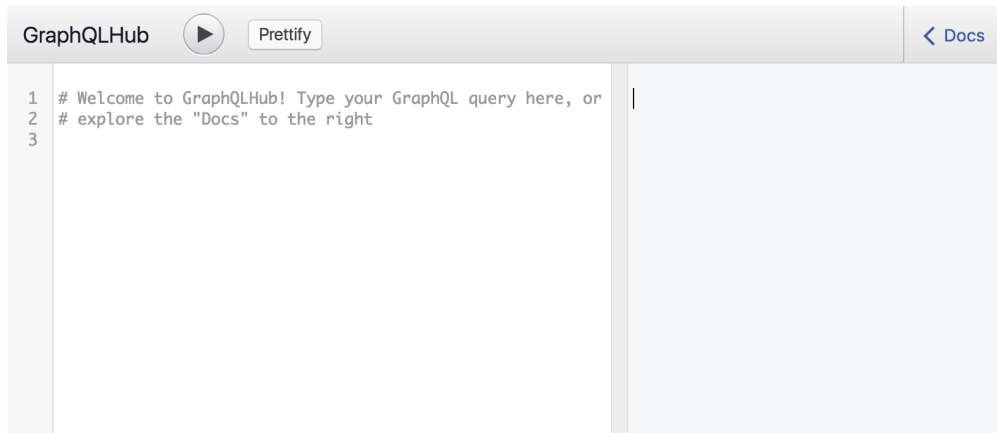 GraphQLHub
Prettify
Docs
1 # Welcome to GraphQLHub! Type your GraphQL query here, or
2 # explore the "Docs" to the right
3